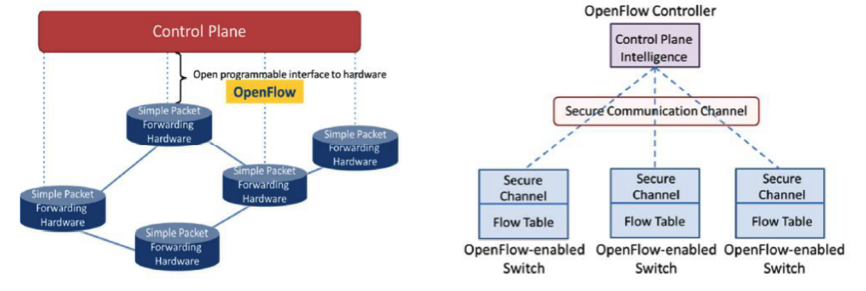 Control Plane
Open programmable interface to hardware
OpenFlow
Simple Packet
Forwarding
Hardware
Simple Packet
Forwarding
Hardware
Simple Packet
Forwarding
Hardware
Simple Packet
Forwarding
Hardware
Simple Packet
Forwarding
Hardware
OpenFlow Controller
Control Plane
Intelligence
Secure Communication Channel
Secure
Channel
Flow Table
OpenFlow-enabled
Switch
Secure
Channel
Flow Table
OpenFlow-enabled
Switch
Secure
Channel
Flow Table
OpenFlow-enabled
Switch